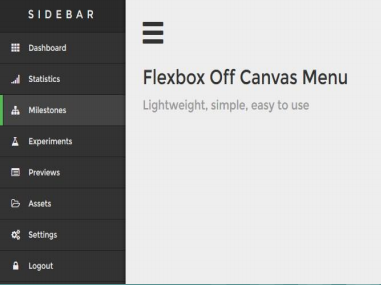 SIDEBAR
Dashboard
Statistics
Milestones
Experiments
Previews
Assets
Settings
Logout
Flexbox Off Canvas Menu
Lightweight, simple, easy to use